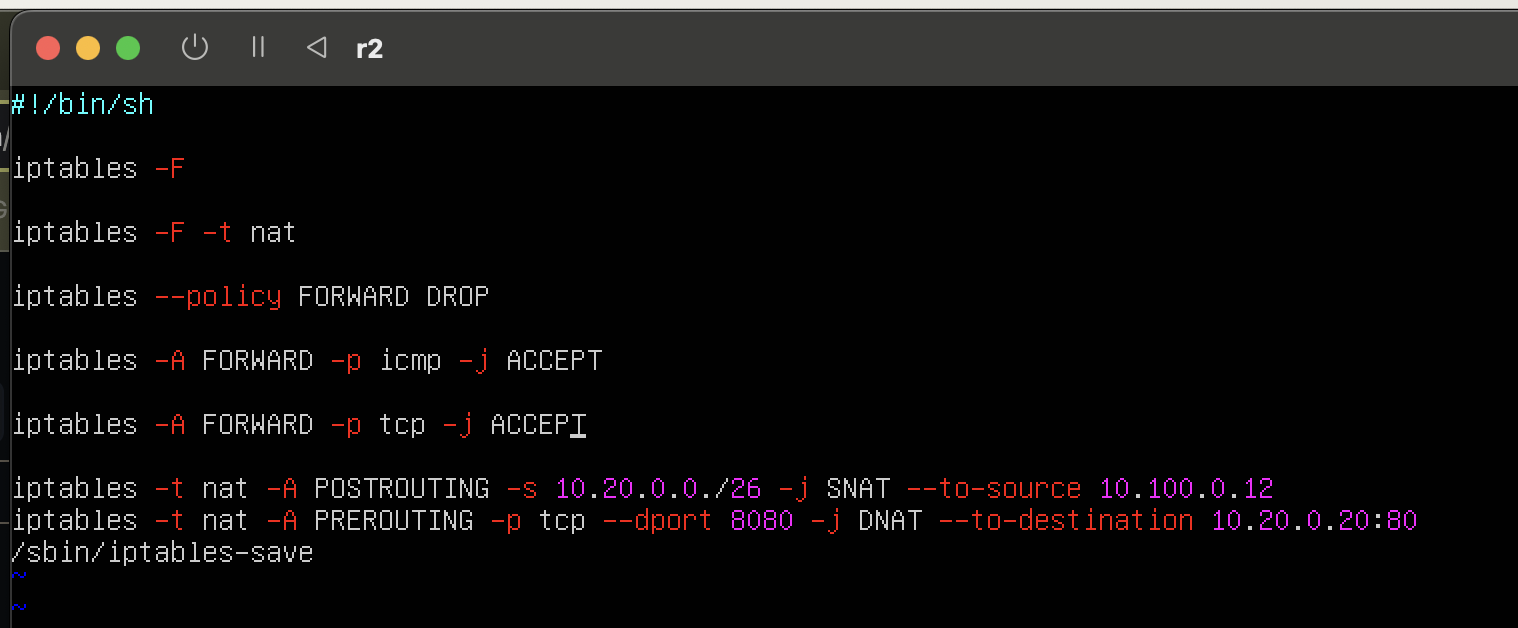 r2
#!/bin/sh
iptables -F
iptables -F -t nat
iptables --policy FORWARD DROP
iptables -A FORWARD -p icmp -j ACCEPT
iptables -A FORWARD -p tcp -j ACCEPT
iptables -t nat -A POSTROUTING -s 10.20.0.0./26 -j SNAT --to-source 10.100.0.12
iptables -t nat -A PREROUTING -p tcp --dport 8080 -j DNAT --to-destination 10.20.0.20:80
/sbin/iptables-save
~
~